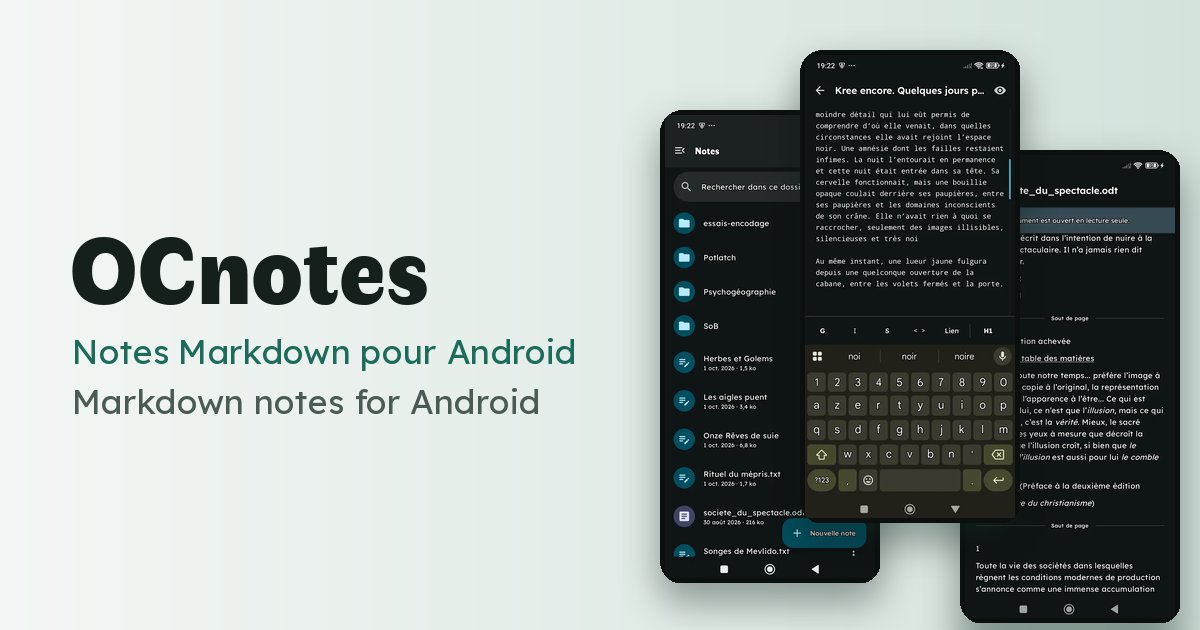 OCnotes
Notes Markdown pour Android
Markdown notes for Android
19:22
Notes
Rechercher dans ce dossi
essais-encodage
Potlatch
Psychogéographie
SoB
Herbes et Golems
1 oct. 2026 · 1,5 ko
Les aigles puent
1 oct. 2026 · 3,4 ko
Onze Rêves de suie
1 oct. 2026 · 6,8 ko
Rituel du mépris.txt
1 oct. 2026 · 1,7 ko
societe_du_spectacle.od
30 août 2026 · 216 ko
Songes de Mevlido.txt
+ Nouvelle note
19:22
Kree encore. Quelques jours p...
moindre détail qui lui eût permis de
comprendre d'où elle venait, dans quelles
circonstances elle avait rejoint l'espace
noir. Une amnésie dont les failles restaient
infimes. La nuit l'entourait en permanence
et cette nuit était entrée dans sa tête. Sa
cervelle fonctionnait, mais une bouillie
opaque coulait derrière ses paupières, entre
ses paupières et les domaines inconscients
de son crâne. Elle n'avait rien à quoi se
raccrocher, seulement des images illisibles,
silencieuses et très noi
Au même instant, une lueur jaune fulgura
depuis une quelconque ouverture de la
cabane, entre les volets fermés et la porte.
G I S < > Lien H1
noi noir noire
1 2 3 4 5 6 7 8 9 0
a z e r t y u i o p
q s d f g h j k l m
w x c v b n '
?123 , .
te_du_spectacle.odt
ument est ouvert en lecture seule.
écrit dans l'intention de nuire à la
ctaculaire. Il n'a jamais rien dit
r.
Saut de page
tion achevée
table des matières
oute notre temps... préfère l'image à
copie à l'original, la représentation
l'apparence à l'être... Ce qui est
lui, ce n'est que l'illusion, mais ce qui
, c'est la vérité. Mieux, le sacré
es yeux à mesure que décroît la
e l'illusion croît, si bien que le
l'illusion est aussi pour lui le comble
(Préface à la deuxième édition
e du christianisme)
Saut de page
1
Toute la vie des sociétés dans lesquelles
règnent les conditions modernes de production
s'annonce comme une immense accumulation